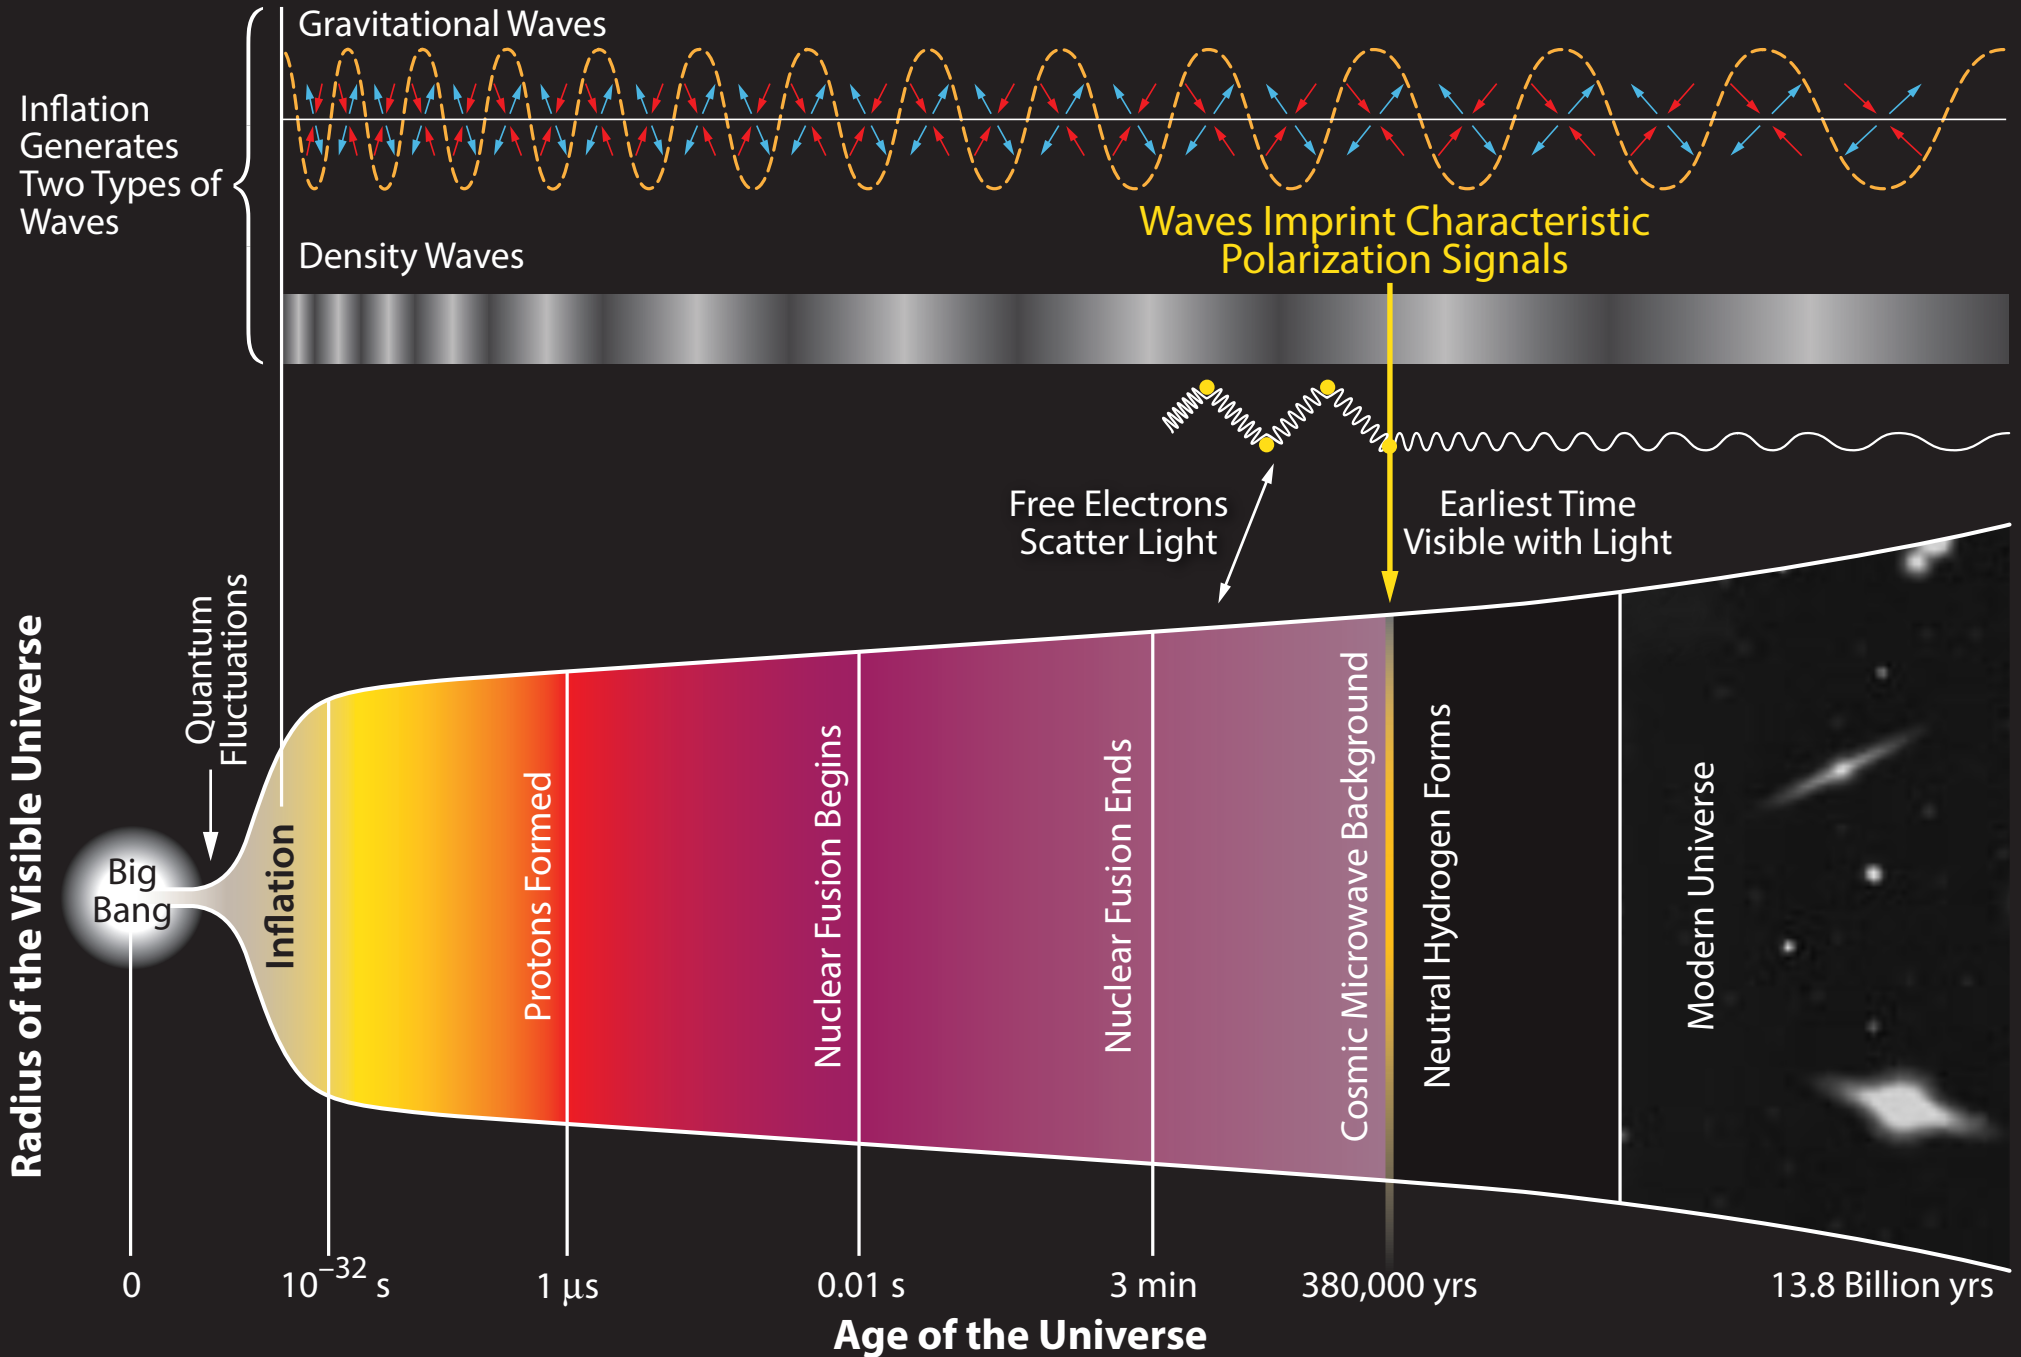 Gravitational Waves
Inflation
Generates
Two Types of
Waves
Waves Imprint Characteristic
Polarization Signals
Density Waves
Free Electrons
Scatter Light
Earliest Time
Visible with Light
Radius of the Visible Universe
Quantum
Fluctuations
Big
Bang
Inflation
Protons Formed
Nuclear Fusion Begins
Nuclear Fusion Ends
Cosmic Microwave Background
Neutral Hydrogen Forms
Modern Universe
0
10⁻³² s
1 µs
0.01 s
3 min
380,000 yrs
13.8 Billion yrs
Age of the Universe